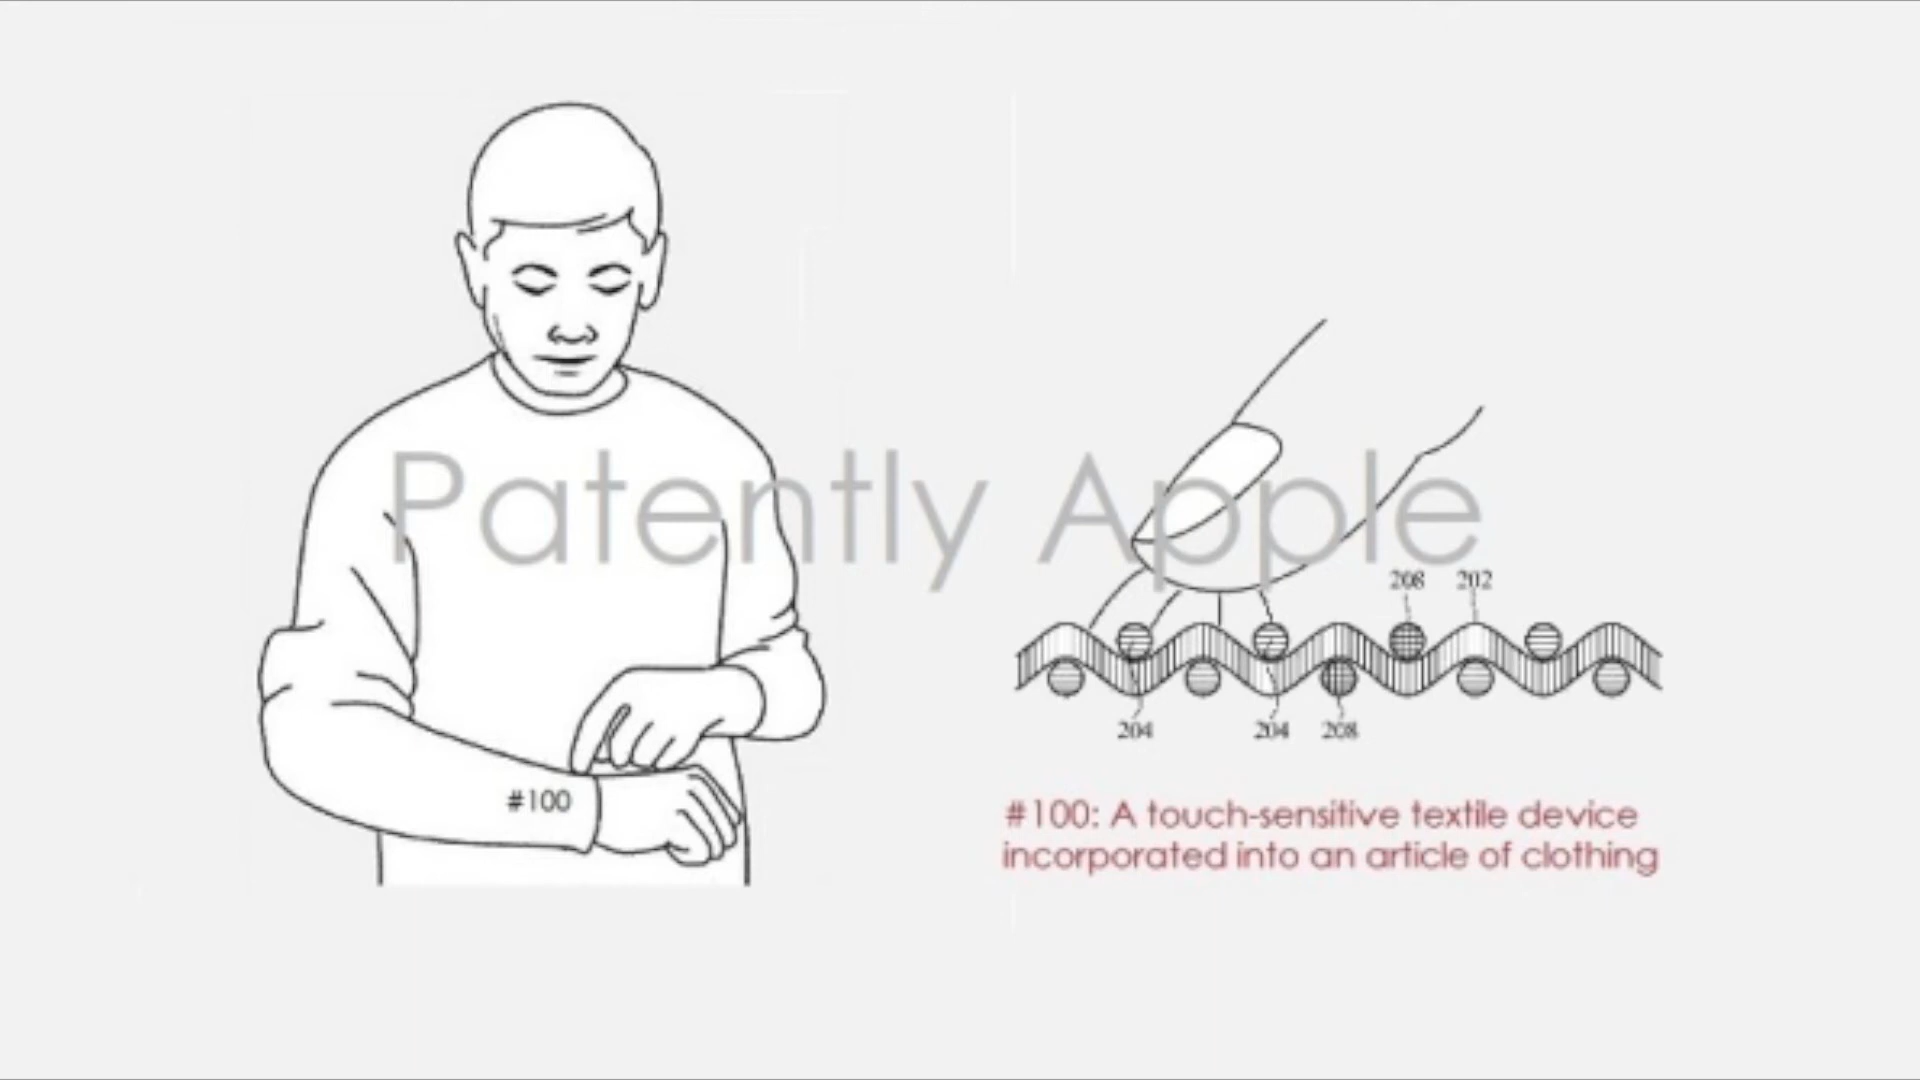 Patently Apple
208 202
204 204 208
#100
#100: A touch-sensitive textile device
incorporated into an article of clothing